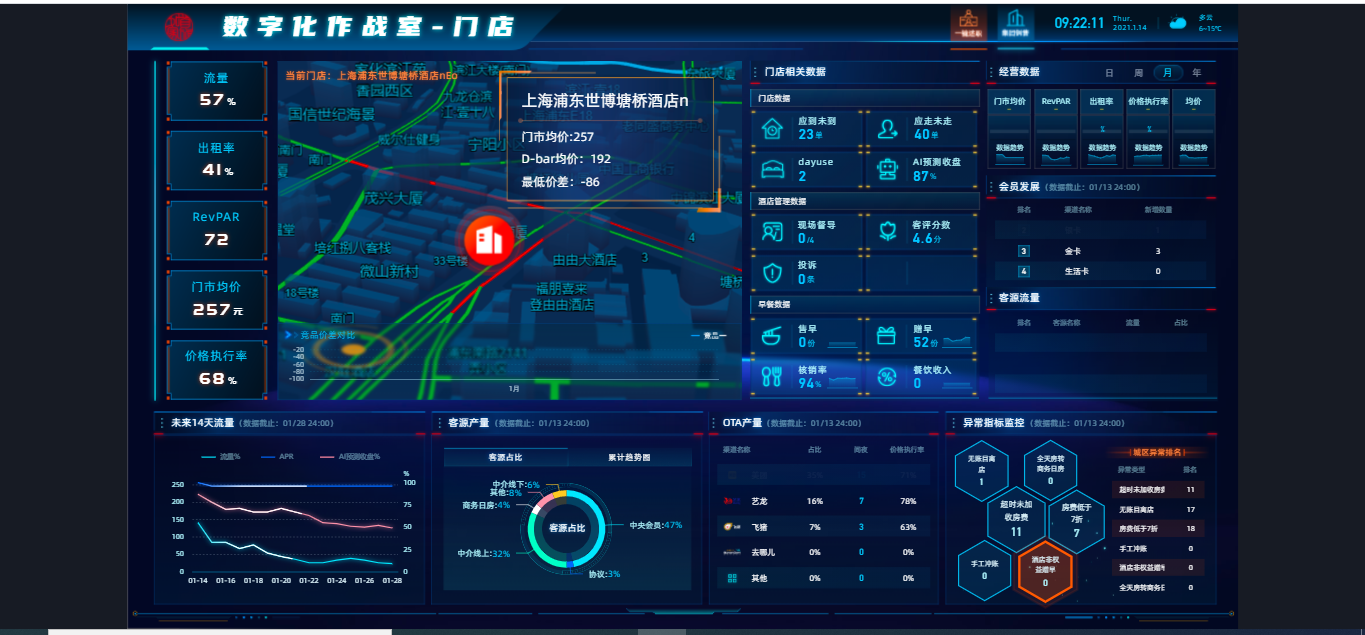 数字化作战室-门店
09:22:11
Thur.
2021.1.14
多云
6~15℃
流量
57%
出租率
41%
RevPAR
72
门市均价
257元
价格执行率
68%
当前门店：上海浦东世博塘桥酒店nEo
上海浦东世博塘桥酒店n
门市均价:257
D-bar均价：192
最低价差：-86
青园西区
国信世纪海景
威尔仕健身
南门
茂兴大厦
微山新村
33号楼
18号楼
南门
由由大酒店
福朋喜来
登由由酒店
3
4
竞品价差对比
竞品一
-20
-40
-60
-80
-100
1月
门店相关数据
门店数据
应到未到
23单
应走未走
40单
dayuse
2
AI预测收盘
87%
酒店管理数据
现场督导
0/4
客评分数
4.6分
投诉
0条
早餐数据
售早
0份
赠早
52份
核销率
94%
餐饮收入
0
经营数据
日 周 月 年
门市均价 RevPAR 出租率 价格执行率 均价
数据趋势 数据趋势 数据趋势 数据趋势 数据趋势
会员发展（数据截止：01/13 24:00）
排名 渠道名称 新增数量
3 金卡 3
4 生活卡 0
客源流量
排名 客源名称 流量 占比
未来14天流量（数据截止：01/28 24:00）
流量% APR AI预测收盘%
%
250
200
150
100
50
0
100
75
50
25
0
01-14 01-16 01-18 01-20 01-22 01-24 01-26 01-28
客源产量（数据截止：01/13 24:00）
客源占比 累计趋势图
中介线下:6%
其他:8%
商务日房:4%
中介线上:32%
客源占比
中央会员:47%
协议:3%
OTA产量（数据截止：01/13 24:00）
渠道名称 占比 间夜 价格执行率
艺龙 16% 7 78%
飞猪 7% 3 63%
去哪儿 0% 0 0%
其他 0% 0 0%
异常指标监控（数据截止：01/13 24:00）
无账日离店
1
全天房转商务日房
0
超时未加收房费
11
房费低于7折
7
手工冲账
0
酒店非权益赠早
0
城区异常排名
异常类型 排名
超时未加收房费 11
无账日离店 17
房费低于7折 18
手工冲账 0
酒店非权益赠早 0
全天房转商务日 0